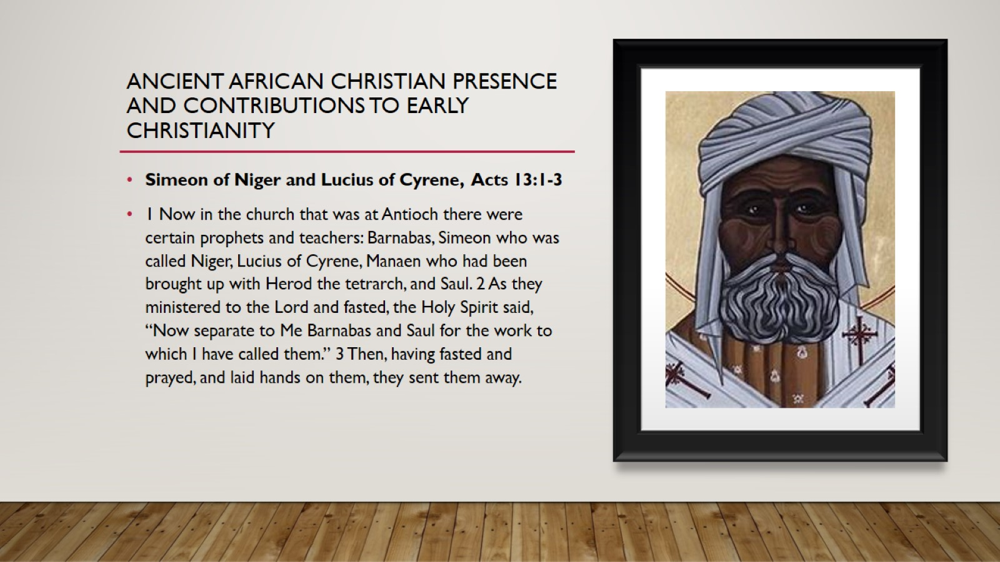 ANCIENT AFRICAN CHRISTIAN PRESENCE
AND CONTRIBUTIONS TO EARLY
CHRISTIANITY
• Simeon of Niger and Lucius of Cyrene, Acts 13:1-3
• 1 Now in the church that was at Antioch there were
certain prophets and teachers: Barnabas, Simeon who was
called Niger, Lucius of Cyrene, Manaen who had been
brought up with Herod the tetrarch, and Saul. 2 As they
ministered to the Lord and fasted, the Holy Spirit said,
“Now separate to Me Barnabas and Saul for the work to
which I have called them.” 3 Then, having fasted and
prayed, and laid hands on them, they sent them away.